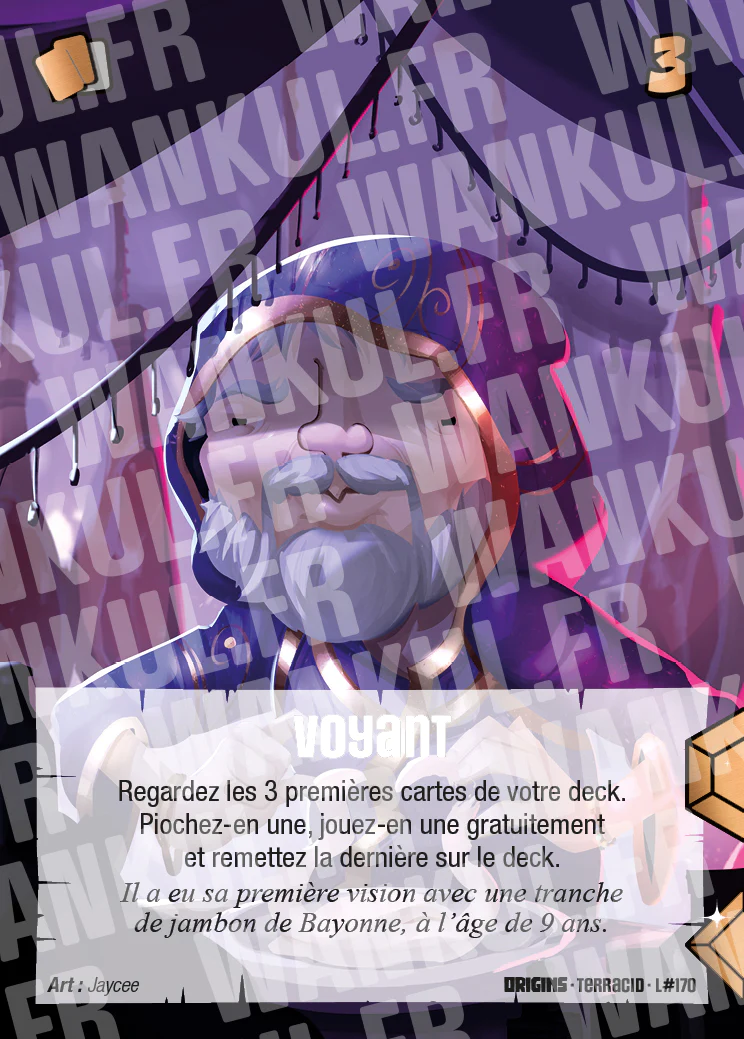 3
VOYANT
Regardez les 3 premières cartes de votre deck.
Piochez-en une, jouez-en une gratuitement
et remettez la dernière sur le deck.
Il a eu sa première vision avec une tranche
de jambon de Bayonne, à l’âge de 9 ans.
Art : Jaycee
ORIGINS · TERRACID · L#170
WANKUL.FR